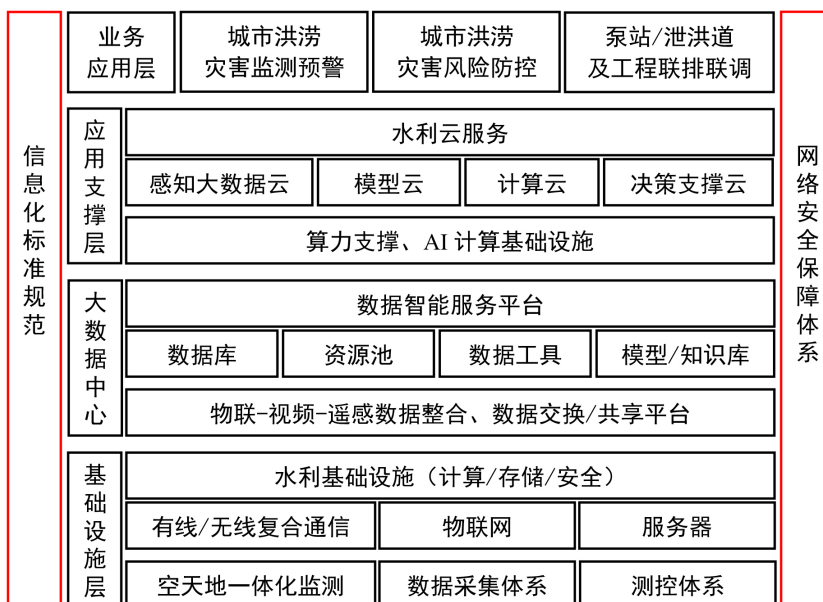 信息化标准规范
业务
应用层
城市洪涝
灾害监测预警
城市洪涝
灾害风险防控
泵站/泄洪道
及工程联排联调
应用支撑层
水利云服务
感知大数据云
模型云
计算云
决策支撑云
算力支撑、AI 计算基础设施
大数据中心
数据智能服务平台
数据库
资源池
数据工具
模型/知识库
物联-视频-遥感数据整合、数据交换/共享平台
基础设施层
水利基础设施（计算/存储/安全）
有线/无线复合通信
物联网
服务器
空天地一体化监测
数据采集体系
测控体系
网络安全保障体系